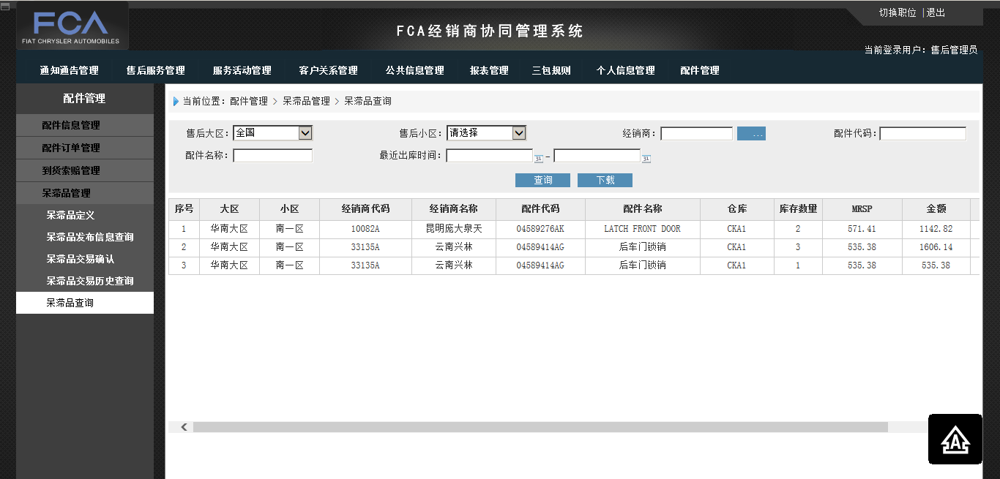 FCA
FIAT CHRYSLER AUTOMOBILES
FCA经销商协同管理系统
切换职位 | 退出
当前登录用户：售后管理员
通知通告管理 售后服务管理 服务活动管理 客户关系管理 公共信息管理 报表管理 三包规则 个人信息管理 配件管理
配件管理
配件信息管理
配件订单管理
到货索赔管理
呆滞品管理
呆滞品定义
呆滞品发布信息查询
呆滞品交易确认
呆滞品交易历史查询
呆滞品查询
当前位置：配件管理 > 呆滞品管理 > 呆滞品查询
售后大区： 全国 售后小区： 请选择 经销商： ... 配件代码：
配件名称： 最近出库时间： 31 - 31
查询 下载
序号 大区 小区 经销商代码 经销商名称 配件代码 配件名称 仓库 库存数量 MRSP 金额
1 华南大区 南一区 10082A 昆明庞大泉天 04589276AK LATCH FRONT DOOR CKA1 2 571.41 1142.82
2 华南大区 南一区 33135A 云南兴林 04589414AG 后车门锁销 CKA1 3 535.38 1606.14
3 华南大区 南一区 33135A 云南兴林 04589414AG 后车门锁销 CKA1 1 535.38 535.38
A